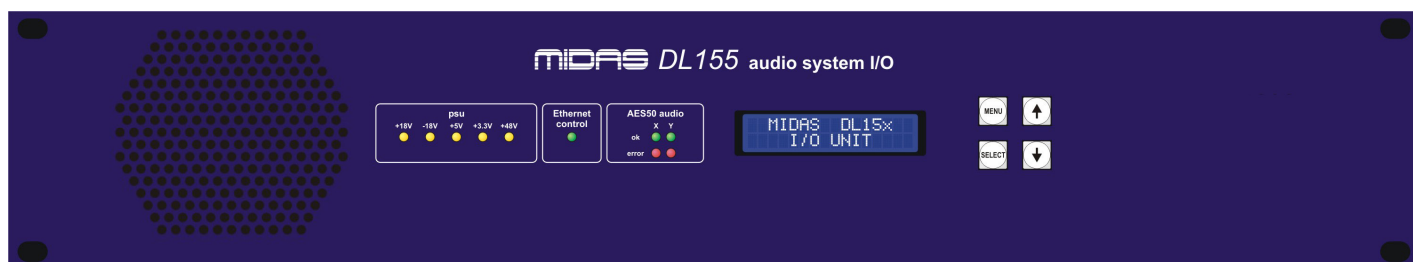 MIDAS DL155 audio system I/O
psu
+18V -18V +5V +3.3V +48V
Ethernet
control
AES50 audio
X Y
ok
error
MIDAS DL15x
I/O UNIT
MENU
SELECT